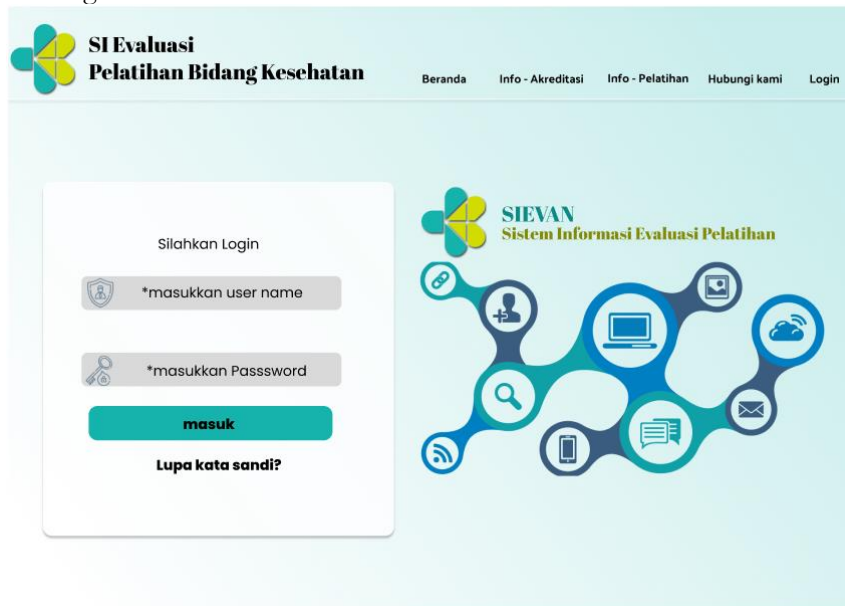 SI Evaluasi
Pelatihan Bidang Kesehatan
Beranda
Info - Akreditasi
Info - Pelatihan
Hubungi kami
Login
Silahkan Login
*masukkan user name
*masukkan Passsword
masuk
Lupa kata sandi?
SIEVAN
Sistem Informasi Evaluasi Pelatihan